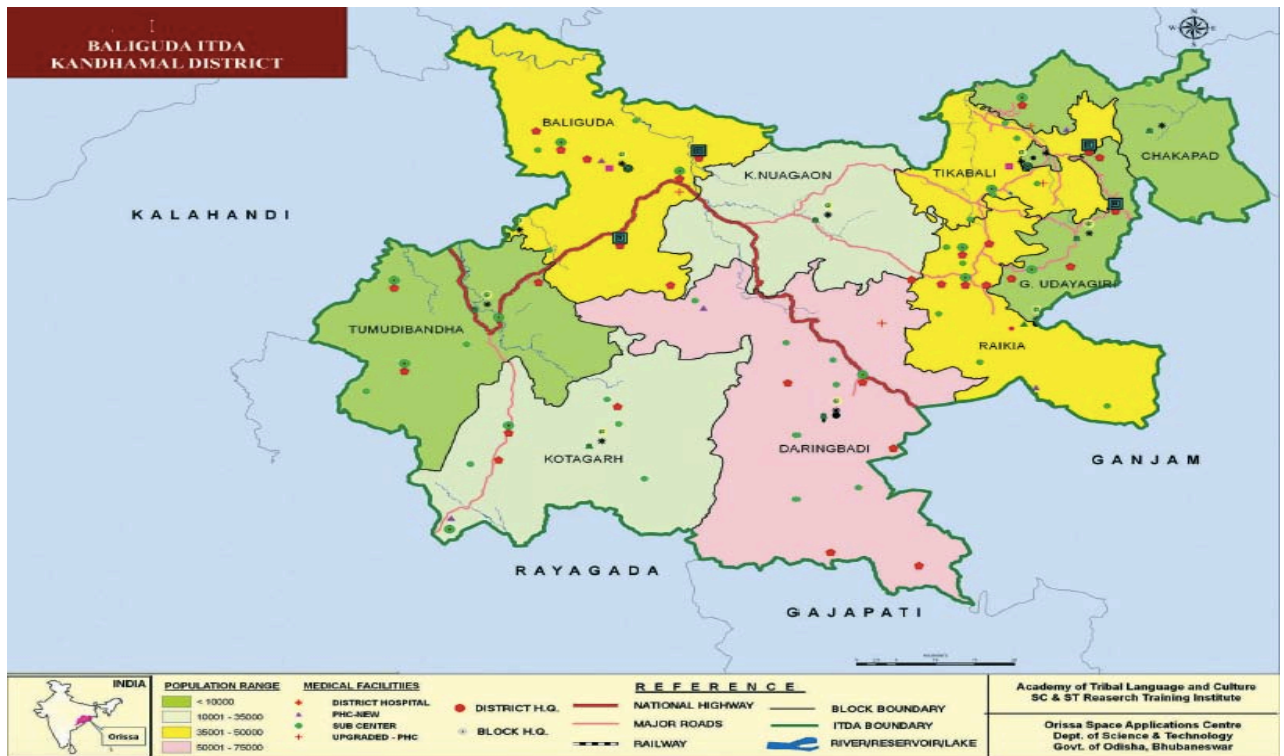 BALIGUDA ITDA
KANDHAMAL DISTRICT
N
W
E
S
BALIGUDA
CHAKAPAD
K.NUAGAON
TIKABALI
KALAHANDI
G. UDAYAGIRI
TUMUDIBANDHA
RAIKIA
KOTAGARH
DARINGBADI
GANJAM
RAYAGADA
GAJAPATI
INDIA
Orissa
POPULATION RANGE
< 10000
10001 - 35000
35001 - 50000
50001 - 75000
MEDICAL FACILITIIES
DISTRICT HOSPITAL
PHC-NEW
SUB CENTER
UPGRADED - PHC
REFERENCE
DISTRICT H.Q.
BLOCK H.Q.
NATIONAL HIGHWAY
MAJOR ROADS
RAILWAY
BLOCK BOUNDARY
ITDA BOUNDARY
RIVER/RESERVOIR/LAKE
Academy of Tribal Language and Culture
SC & ST Reaserch Training Institute
Orissa Space Applications Centre
Dept. of Science & Technology
Govt. of Odisha, Bhubaneswar